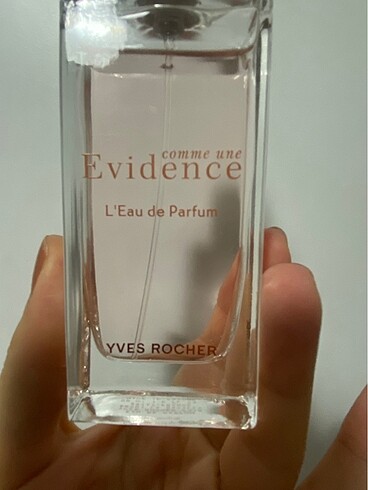 comme une
Evidence
L'Eau de Parfum
YVES ROCHER